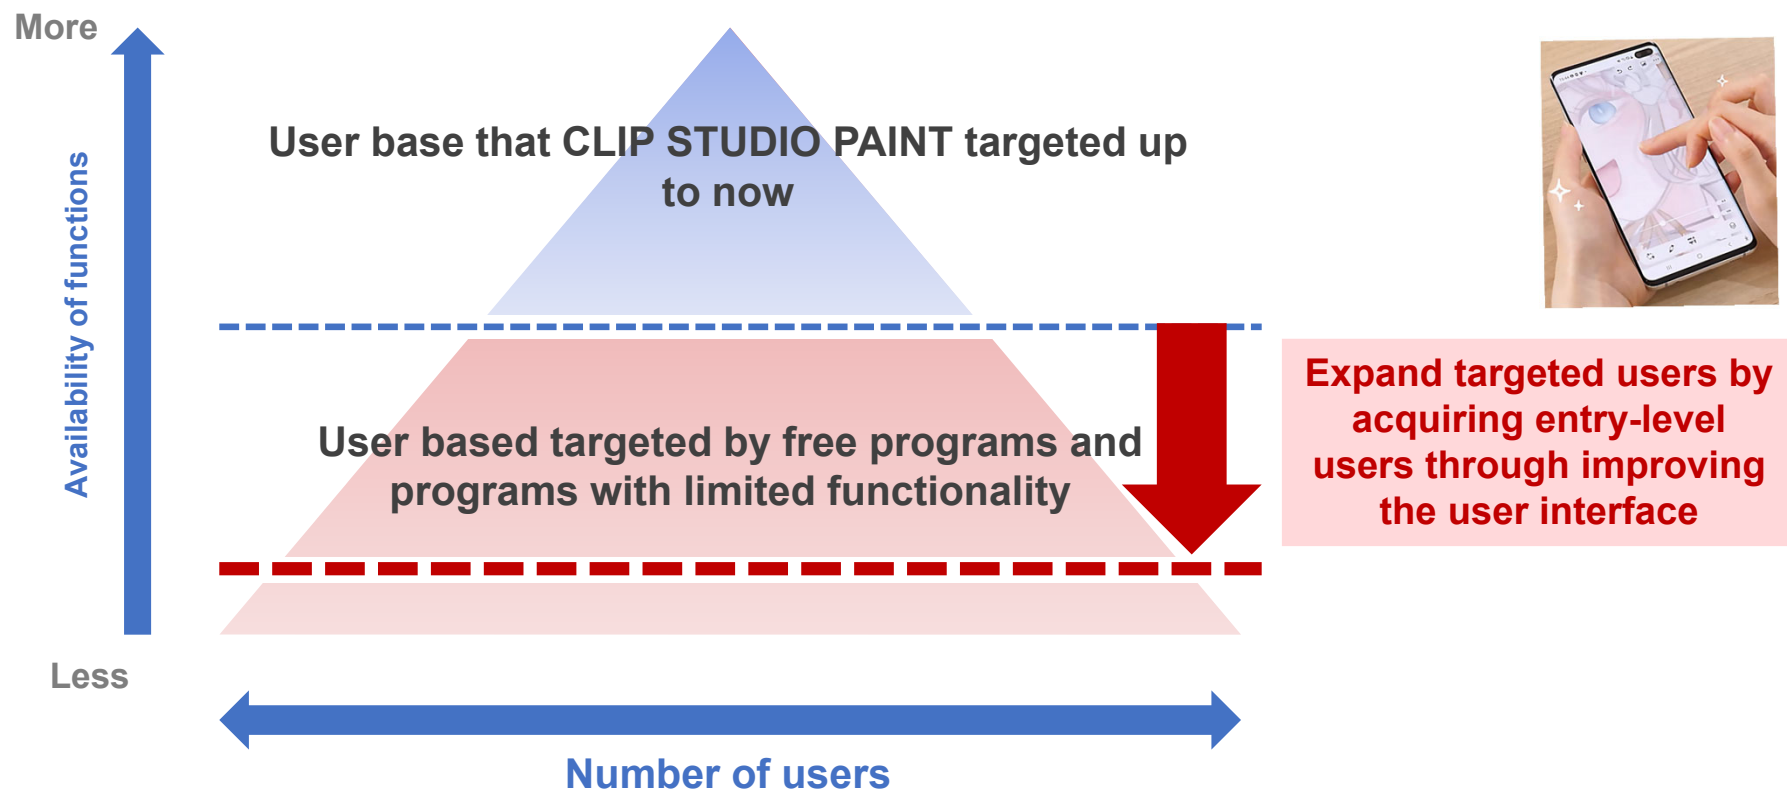 More
Availability of functions
User base that CLIP STUDIO PAINT targeted up
to now
User based targeted by free programs and
programs with limited functionality
Expand targeted users by
acquiring entry-level
users through improving
the user interface
Less
Number of users